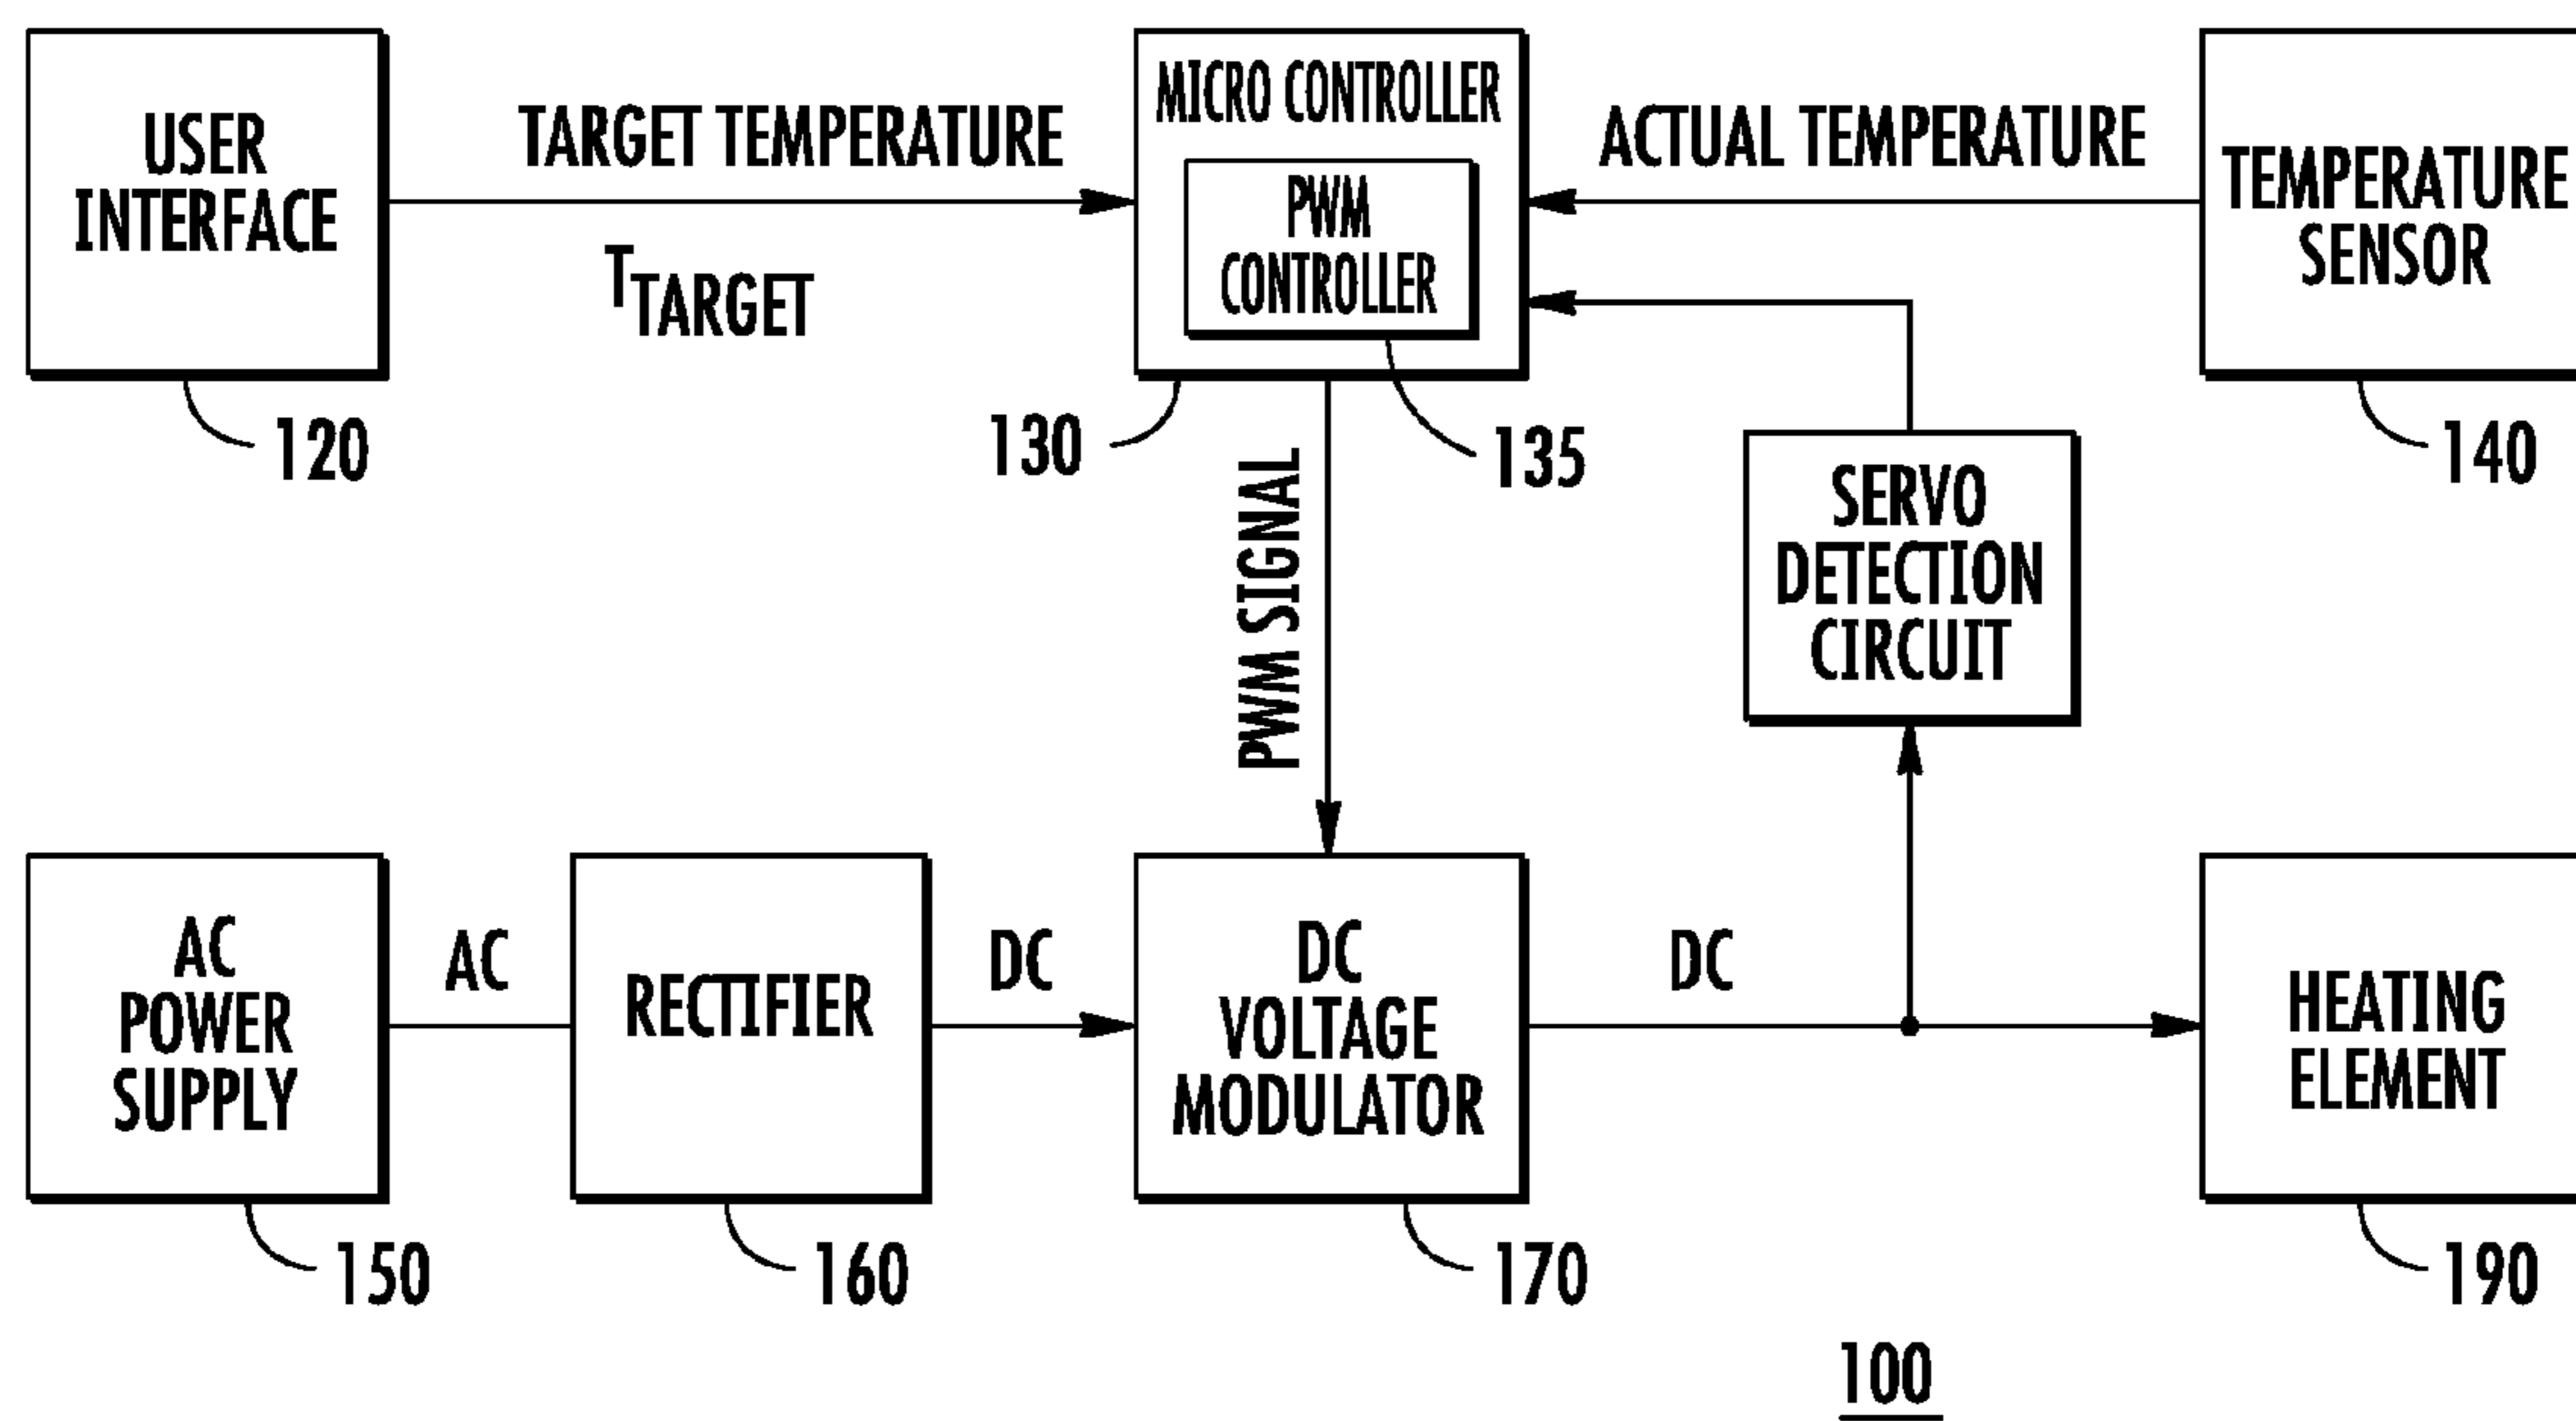 USER
INTERFACE
120
TARGET TEMPERATURE
TTARGET
MICRO CONTROLLER
PWM
CONTROLLER
130
135
ACTUAL TEMPERATURE
TEMPERATURE
SENSOR
140
PWM SIGNAL
SERVO
DETECTION
CIRCUIT
AC
POWER
SUPPLY
150
AC
RECTIFIER
160
DC
DC
VOLTAGE
MODULATOR
170
DC
HEATING
ELEMENT
190
100